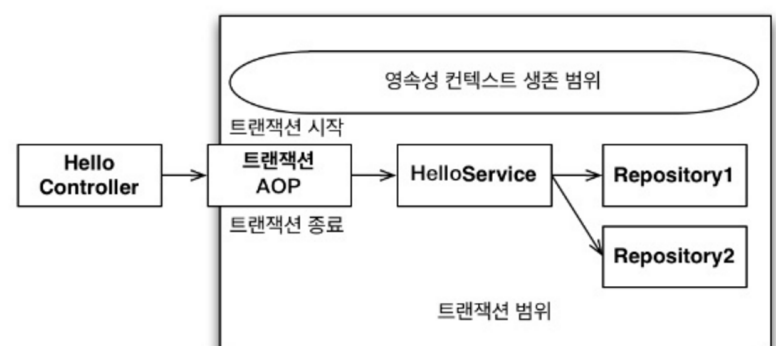 영속성 컨텍스트 생존 범위
트랜잭션 시작
Hello
Controller
트랜잭션
AOP
HelloService
Repository1
트랜잭션 종료
Repository2
트랜잭션 범위